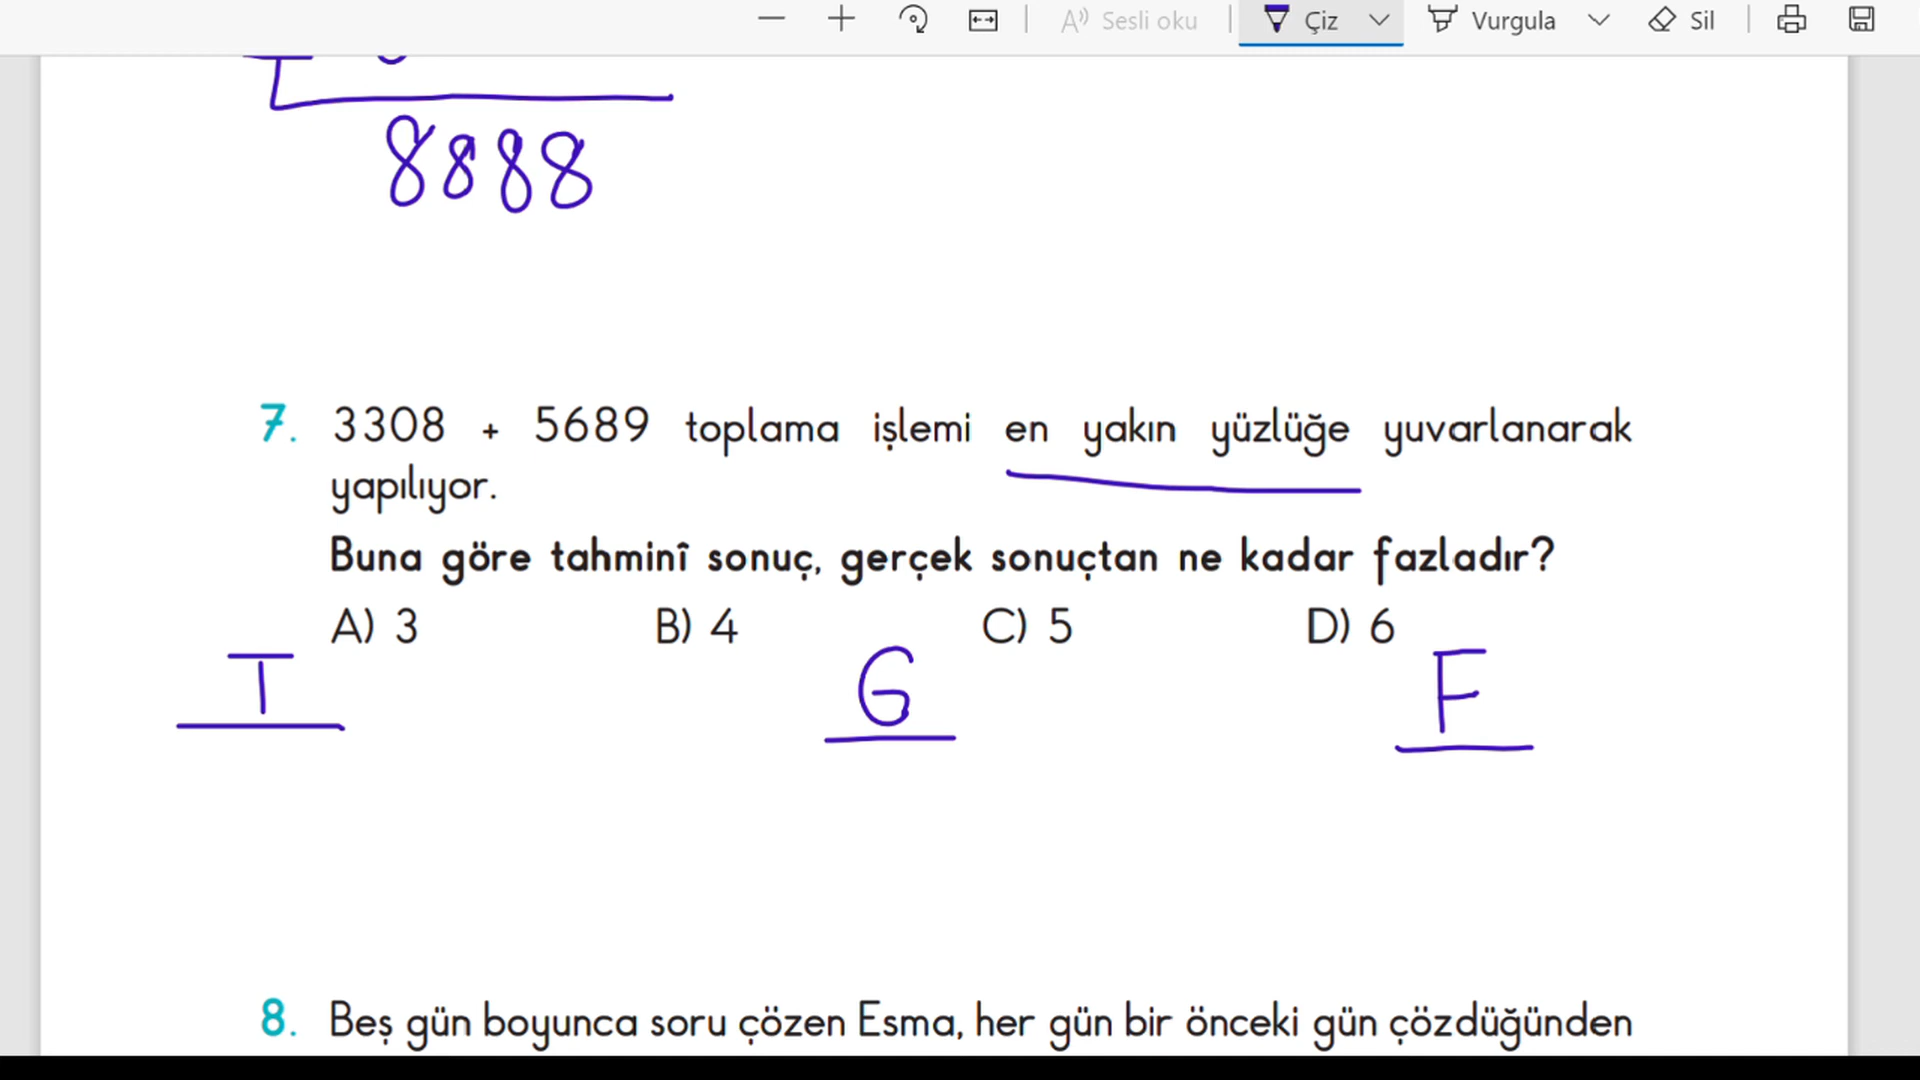 Sesli oku Çiz Vurgula Sil
8888
7. 3308 + 5689 toplama işlemi en yakın yüzlüğe yuvarlanarak
yapılıyor.
Buna göre tahminî sonuç, gerçek sonuçtan ne kadar fazladır?
A) 3 B) 4 C) 5 D) 6
T G F
8. Beş gün boyunca soru çözen Esma, her gün bir önceki gün çözdüğünden